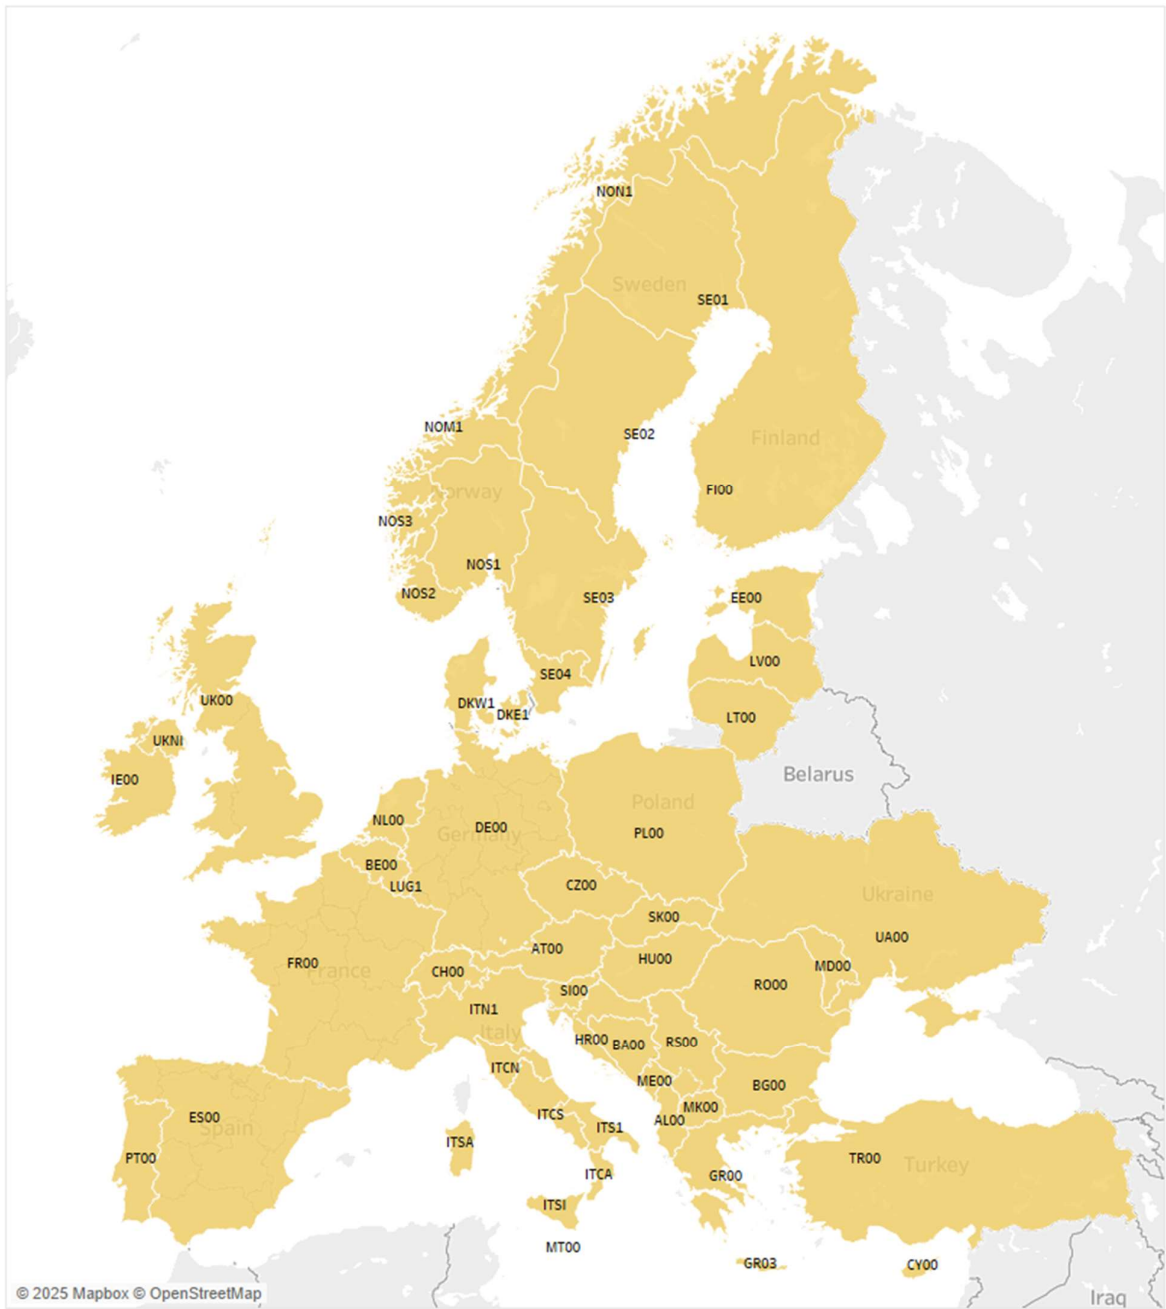 NON1
Sweden
SE01
NOM1
SE02
Finland
FI00
Norway
NOS3
NOS1
NOS2
SE03
EE00
LV00
SE04
UK00
DKW1
DKE1
LT00
UKNI
IE00
Belarus
Poland
NL00
DE00
Germany
PL00
BE00
LUG1
CZ00
Ukraine
SK00
UA00
AT00
HU00
FR00
France
CH00
MD00
RO00
SI00
ITN1
Italy
HR00
BA00
RS00
ITCN
ME00
BG00
MK00
ES00
Spain
ITCS
AL00
ITS1
ITSA
PT00
TR00
Turkey
ITCA
GR00
ITSI
MT00
GR03
CY00
© 2025 Mapbox © OpenStreetMap
Iraq